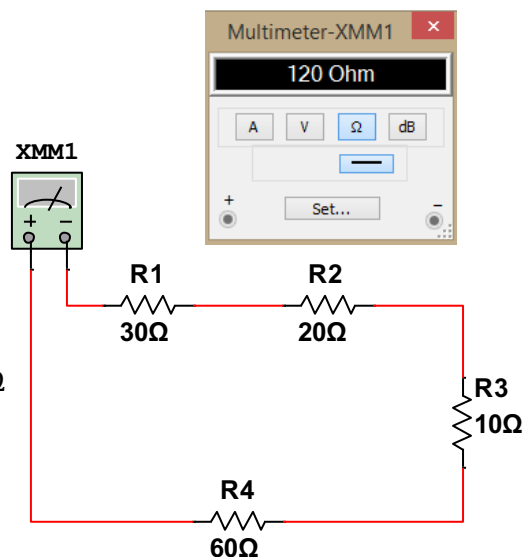 Multimeter-XMM1 ×
120 Ohm
A V Ω dB
+ Set... −
XMM1
+ −
R1
30Ω
R2
20Ω
R3
10Ω
Ω
R4
60Ω